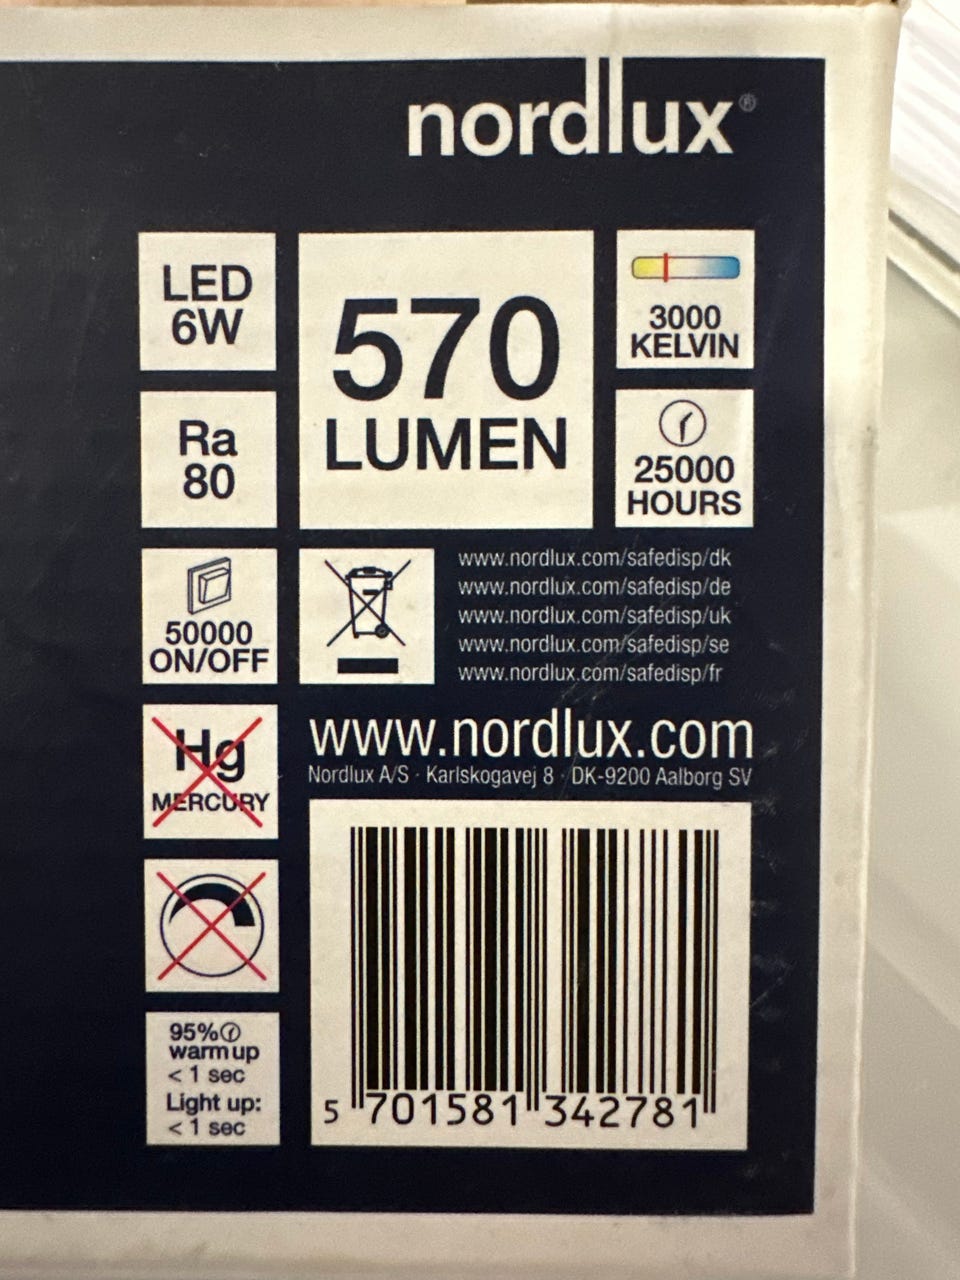 nordlux®
LED
6W
570
LUMEN
3000
KELVIN
Ra
80
25000
HOURS
50000
ON/OFF
www.nordlux.com/safedisp/dk
www.nordlux.com/safedisp/de
www.nordlux.com/safedisp/uk
www.nordlux.com/safedisp/se
www.nordlux.com/safedisp/fr
Hg
MERCURY
www.nordlux.com
Nordlux A/S · Karlskogavej 8 · DK-9200 Aalborg SV
95%
warm up
< 1 sec
Light up:
< 1 sec
5 701581 342781